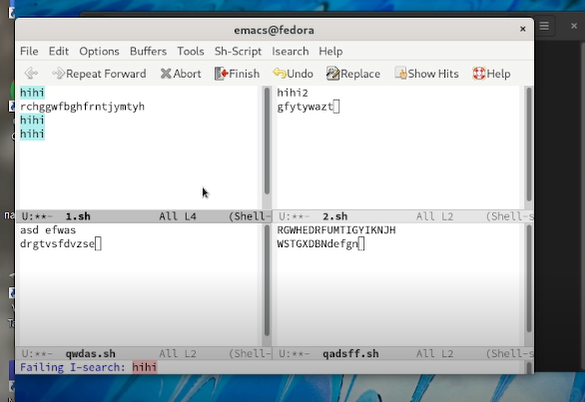 emacs@fedora
File Edit Options Buffers Tools Sh-Script Isearch Help
Repeat Forward Abort Finish Undo Replace Show Hits Help
hihi
rchggwfbghfrntjymtyh
hihi
hihi
U:**- 1.sh All L4 (Shell-
hihi2
gfytywazt
U:**- 2.sh All L2 (Shell-s
asd efwas
drgtvsfdvzse
U:**- qwdas.sh All L2 (Shell-
RGWHEDRFUMTIGYIKNJH
WSTGXDBNdefgn
U:**- qadsff.sh All L2 (Shell-s
Failing I-search: hihi